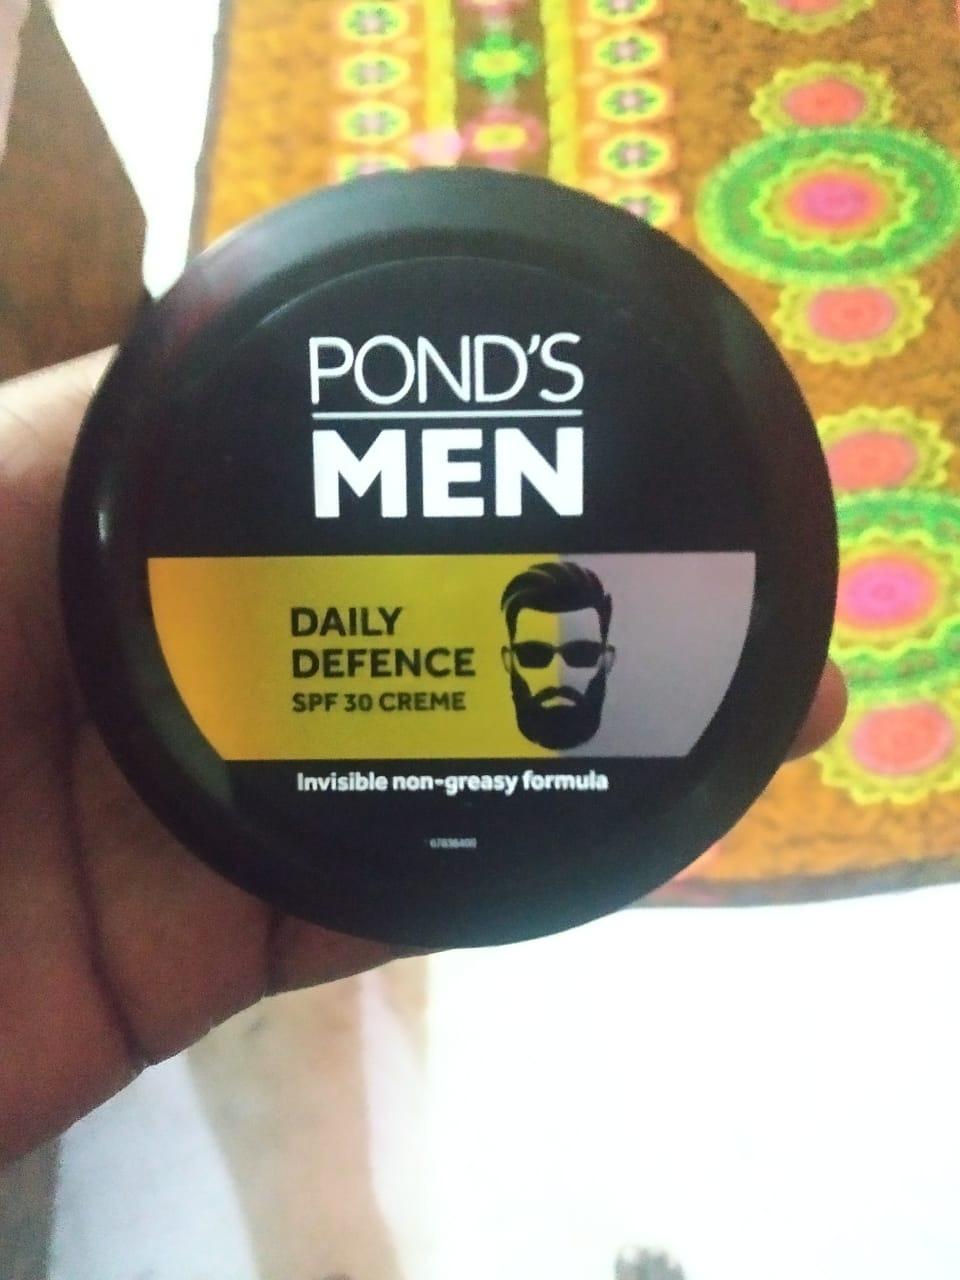 POND'S
MEN
DAILY
DEFENCE
SPF 30 CREME
Invisible non-greasy formula